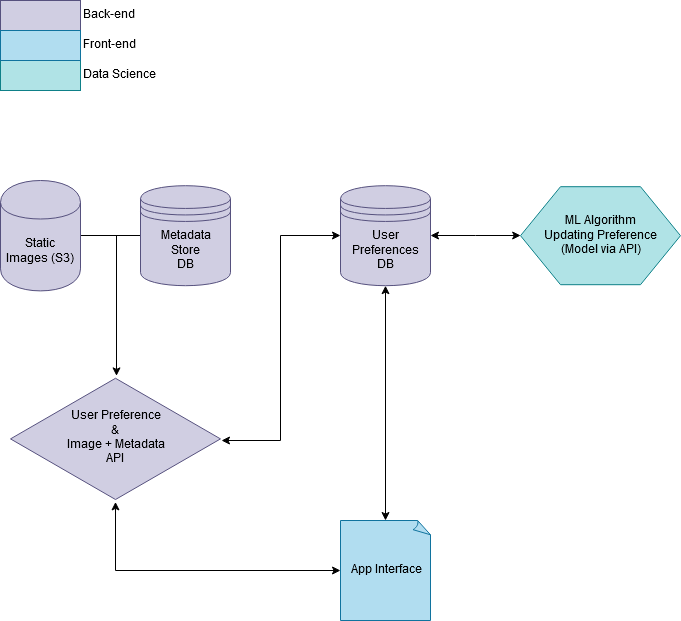 Back-end
Front-end
Data Science
Static
Images (S3)
Metadata
Store
DB
User
Preferences
DB
ML Algorithm
Updating Preference
(Model via API)
User Preference
&
Image + Metadata
API
App Interface